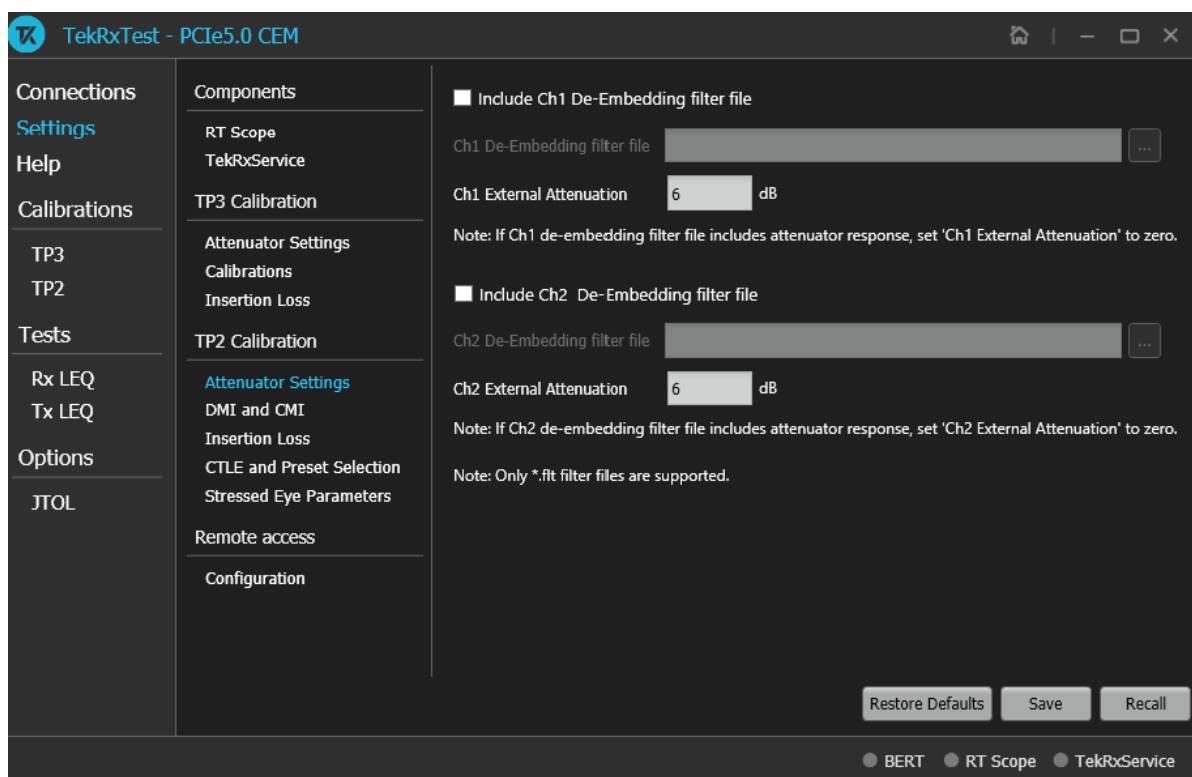 TekRxTest - PCIe5.0 CEM
Connections
Settings
Help
Calibrations
TP3
TP2
Tests
Rx LEQ
Tx LEQ
Options
JTOL
Components
RT Scope
TekRxService
TP3 Calibration
Attenuator Settings
Calibrations
Insertion Loss
TP2 Calibration
Attenuator Settings
DMI and CMI
Insertion Loss
CTLE and Preset Selection
Stressed Eye Parameters
Remote access
Configuration
Include Ch1 De-Embedding filter file
Ch1 De-Embedding filter file ...
Ch1 External Attenuation 6 dB
Note: If Ch1 de-embedding filter file includes attenuator response, set 'Ch1 External Attenuation' to zero.
Include Ch2 De-Embedding filter file
Ch2 De-Embedding filter file ...
Ch2 External Attenuation 6 dB
Note: If Ch2 de-embedding filter file includes attenuator response, set 'Ch2 External Attenuation' to zero.
Note: Only *.flt filter files are supported.
Restore Defaults Save Recall
BERT RT Scope TekRxService